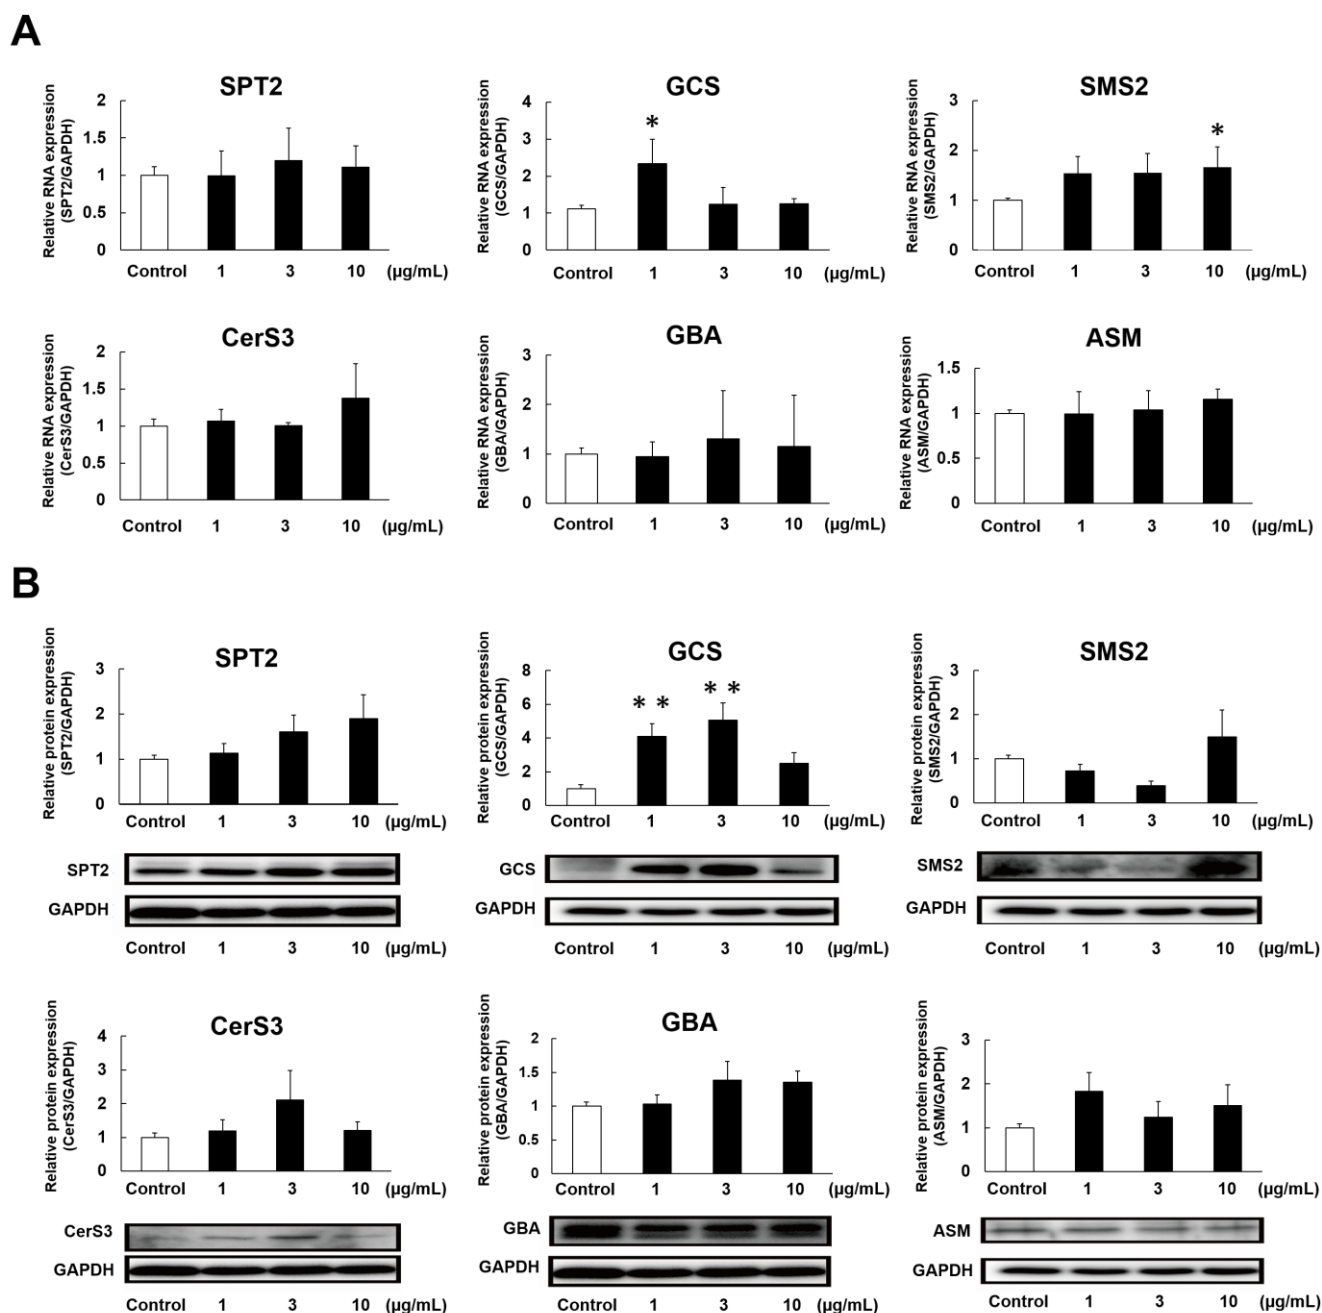 A
SPT2
Relative RNA expression
(SPT2/GAPDH)
2
1.5
1
0.5
0
Control 1 3 10 (µg/mL)
GCS
Relative RNA expression
(GCS/GAPDH)
4
3
2
1
0
*
Control 1 3 10 (µg/mL)
SMS2
Relative RNA expression
(SMS2/GAPDH)
3
2
1
0
*
Control 1 3 10 (µg/mL)
CerS3
Relative RNA expression
(CerS3/GAPDH)
2
1.5
1
0.5
0
Control 1 3 10 (µg/mL)
GBA
Relative RNA expression
(GBA/GAPDH)
3
2
1
0
Control 1 3 10 (µg/mL)
ASM
Relative RNA expression
(ASM/GAPDH)
1.5
1
0.5
0
Control 1 3 10 (µg/mL)
B
SPT2
Relative protein expression
(SPT2/GAPDH)
3
2
1
0
Control 1 3 10 (µg/mL)
SPT2
GAPDH
Control 1 3 10 (µg/mL)
GCS
Relative protein expression
(GCS/GAPDH)
8
6
4
2
0
* * * *
Control 1 3 10 (µg/mL)
GCS
GAPDH
Control 1 3 10 (µg/mL)
SMS2
Relative protein expression
(SMS2/GAPDH)
3
2
1
0
Control 1 3 10 (µg/mL)
SMS2
GAPDH
Control 1 3 10 (µg/mL)
CerS3
Relative protein expression
(CerS3/GAPDH)
4
3
2
1
0
Control 1 3 10 (µg/mL)
CerS3
GAPDH
Control 1 3 10 (µg/mL)
GBA
Relative protein expression
(GBA/GAPDH)
2
1.5
1
0.5
0
Control 1 3 10 (µg/mL)
GBA
GAPDH
Control 1 3 10 (µg/mL)
ASM
Relative protein expression
(ASM/GAPDH)
3
2
1
0
Control 1 3 10 (µg/mL)
ASM
GAPDH
Control 1 3 10 (µg/mL)